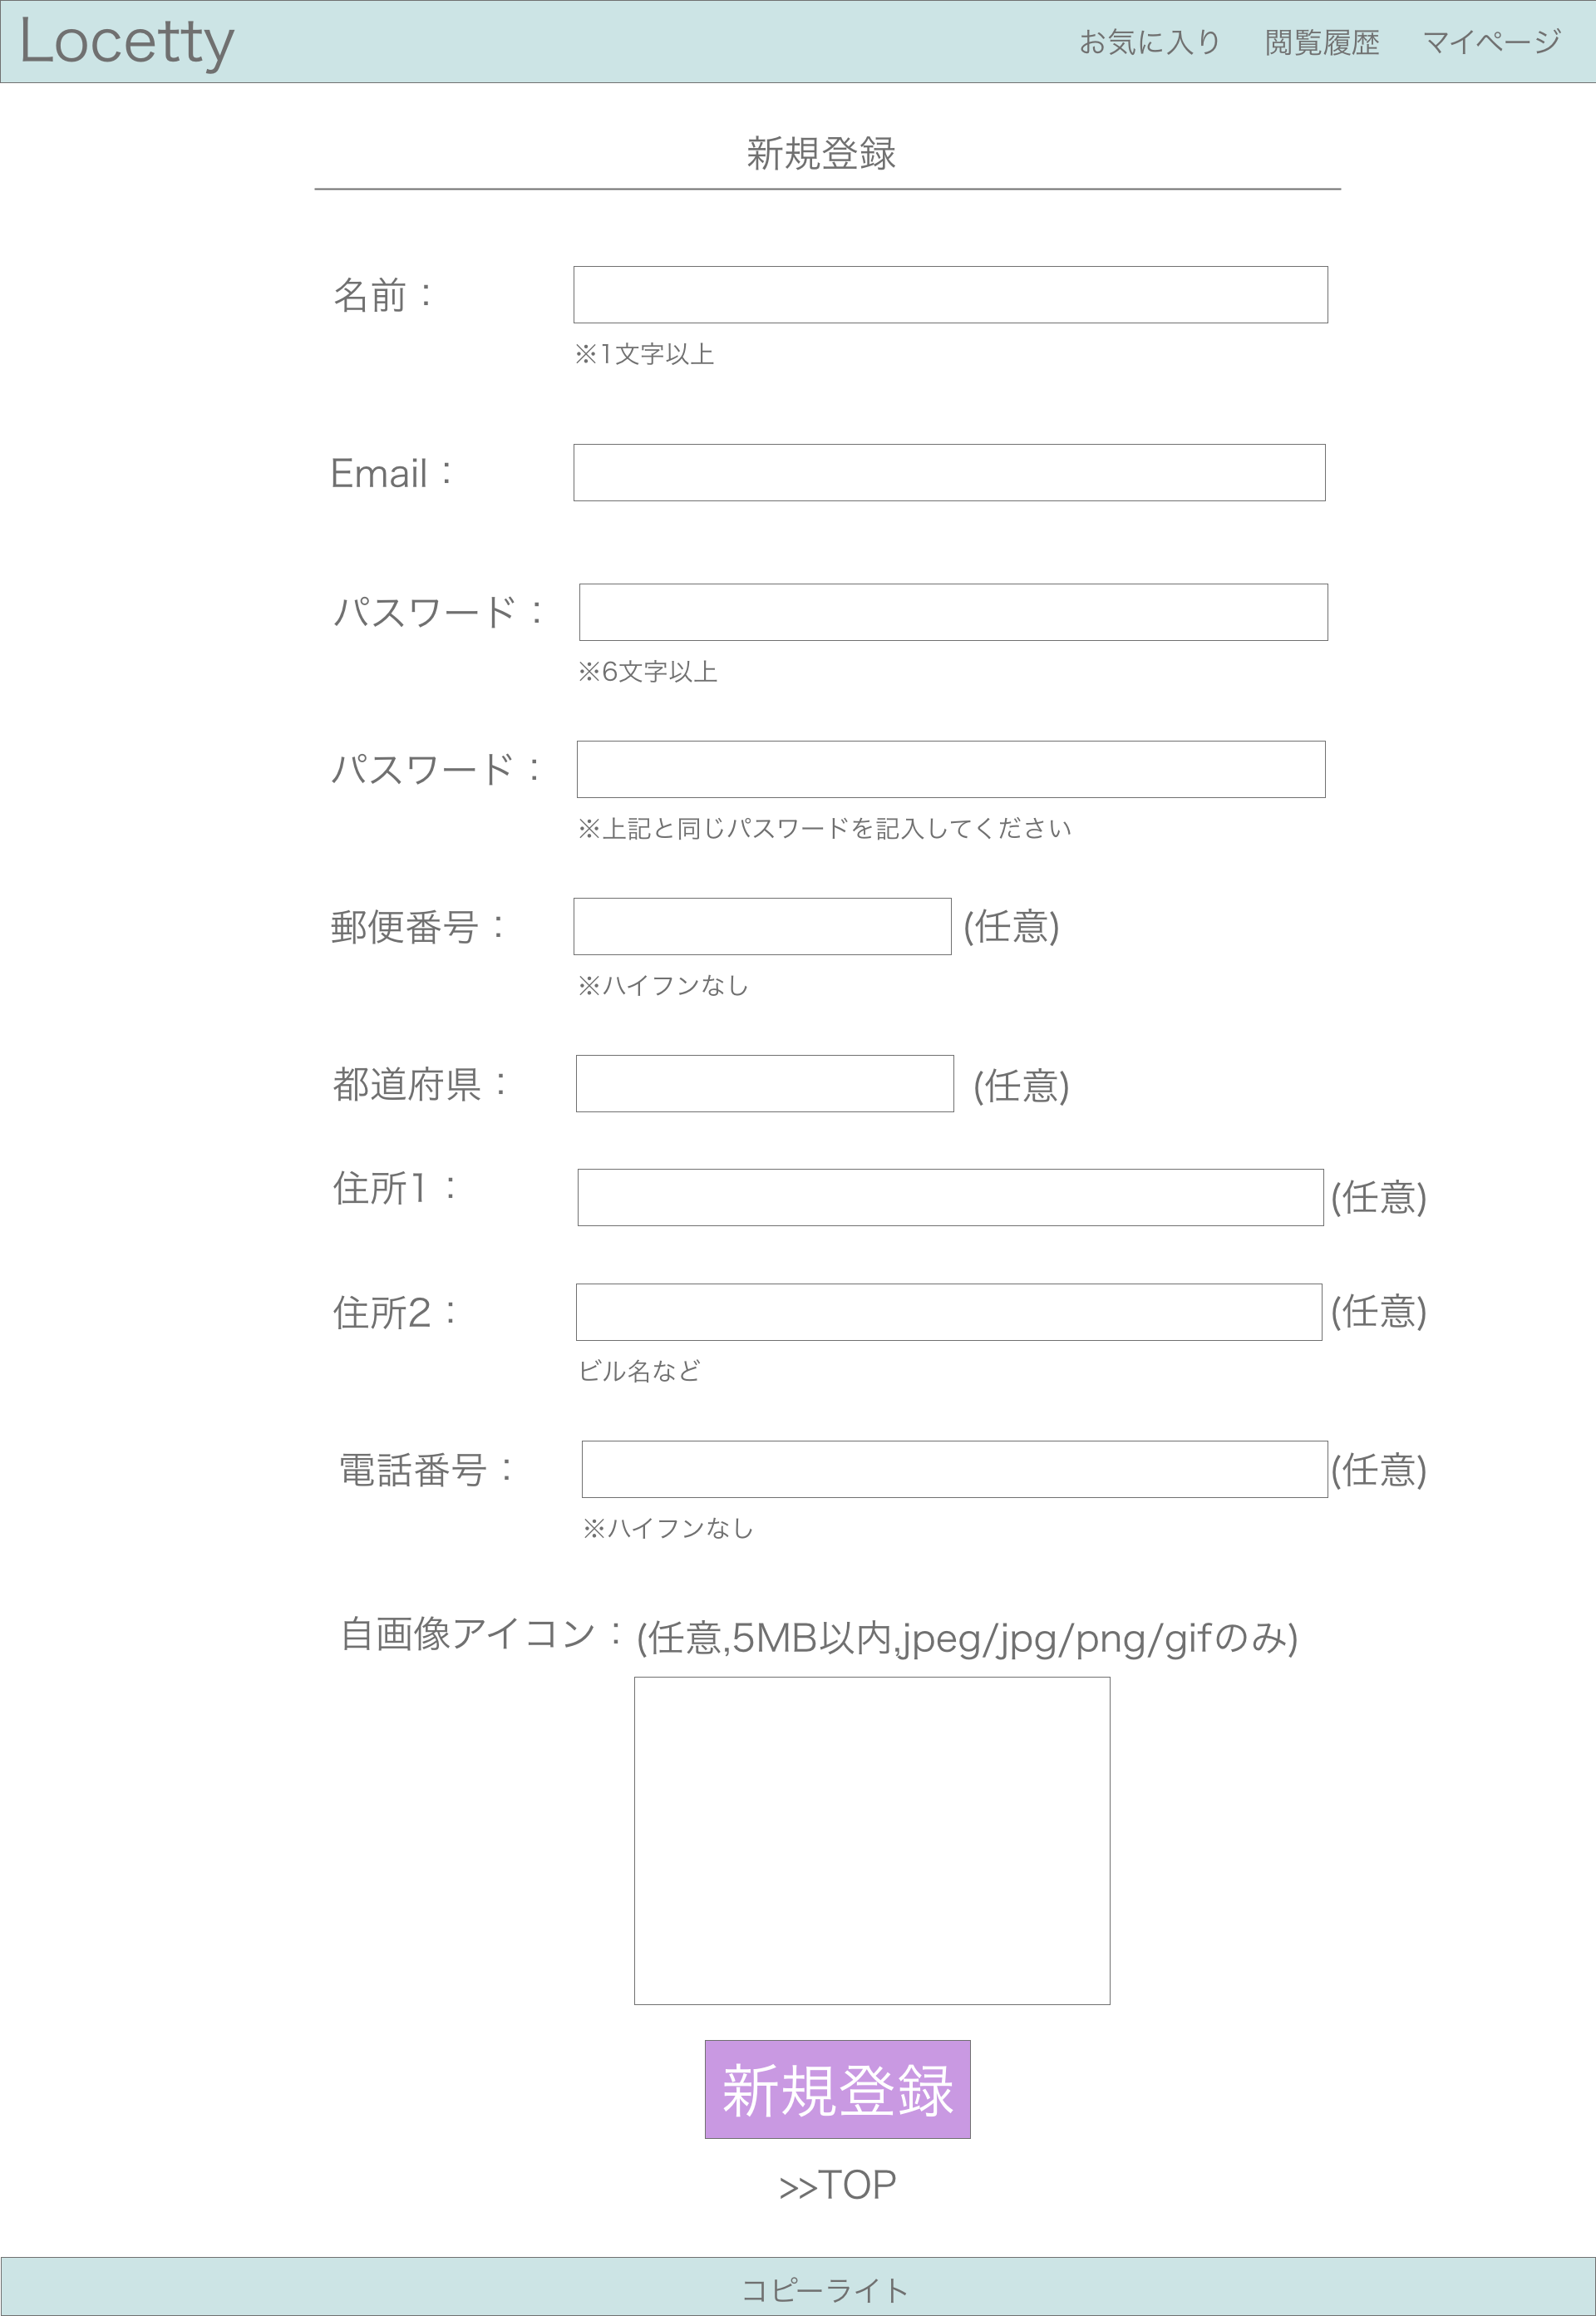 Locetty お気に入り 閲覧履歴 マイページ
新規登録
名前：
※1文字以上
Email：
パスワード：
※6文字以上
パスワード：
※上記と同じパスワードを記入してください
郵便番号： (任意)
※ハイフンなし
都道府県： (任意)
住所1： (任意)
住所2： (任意)
ビル名など
電話番号： (任意)
※ハイフンなし
自画像アイコン：(任意,5MB以内,jpeg/jpg/png/gifのみ)
新規登録
>>TOP
コピーライト